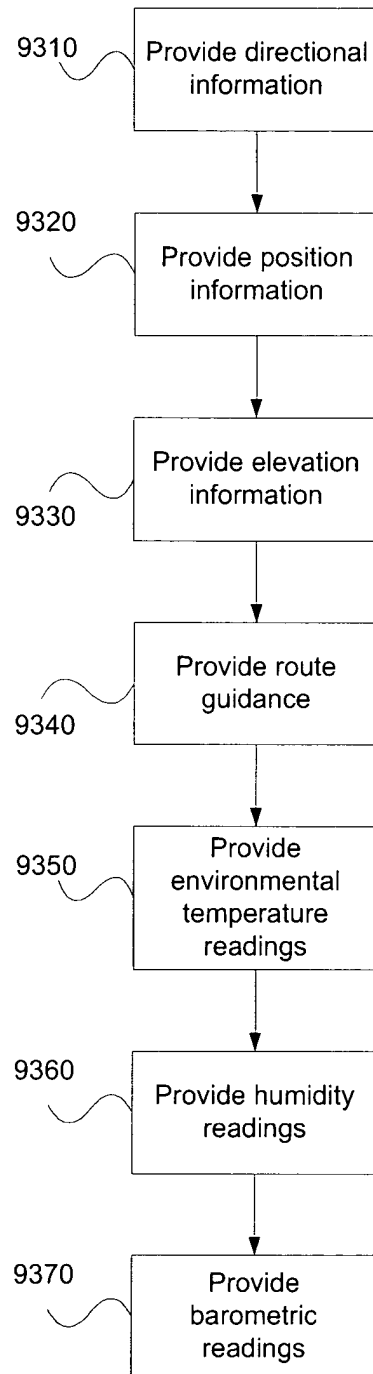 9310
Provide directional
information
9320
Provide position
information
Provide elevation
information
9330
Provide route
guidance
9340
9350
Provide
environmental
temperature
readings
9360
Provide humidity
readings
9370
Provide
barometric
readings